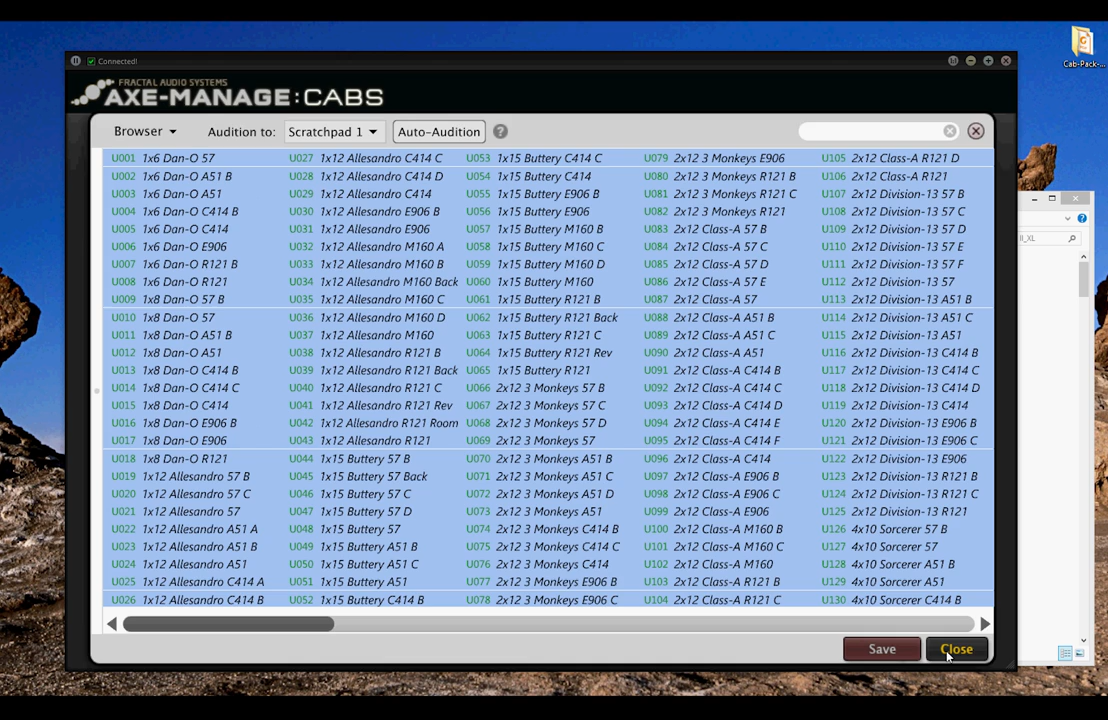 Cab-Pack-...
Connected!
FRACTAL AUDIO SYSTEMS
AXE-MANAGE:CABS
Browser Audition to: Scratchpad 1 Auto-Audition ?
U001 1x6 Dan-O 57
U002 1x6 Dan-O A51 B
U003 1x6 Dan-O A51
U004 1x6 Dan-O C414 B
U005 1x6 Dan-O C414
U006 1x6 Dan-O E906
U007 1x6 Dan-O R121 B
U008 1x6 Dan-O R121
U009 1x8 Dan-O 57 B
U010 1x8 Dan-O 57
U011 1x8 Dan-O A51 B
U012 1x8 Dan-O A51
U013 1x8 Dan-O C414 B
U014 1x8 Dan-O C414 C
U015 1x8 Dan-O C414
U016 1x8 Dan-O E906 B
U017 1x8 Dan-O E906
U018 1x8 Dan-O R121
U019 1x12 Allesandro 57 B
U020 1x12 Allesandro 57 C
U021 1x12 Allesandro 57
U022 1x12 Allesandro A51 A
U023 1x12 Allesandro A51 B
U024 1x12 Allesandro A51
U025 1x12 Allesandro C414 A
U026 1x12 Allesandro C414 B
U027 1x12 Allesandro C414 C
U028 1x12 Allesandro C414 D
U029 1x12 Allesandro C414
U030 1x12 Allesandro E906 B
U031 1x12 Allesandro E906
U032 1x12 Allesandro M160 A
U033 1x12 Allesandro M160 B
U034 1x12 Allesandro M160 Back
U035 1x12 Allesandro M160 C
U036 1x12 Allesandro M160 D
U037 1x12 Allesandro M160
U038 1x12 Allesandro R121 B
U039 1x12 Allesandro R121 Back
U040 1x12 Allesandro R121 C
U041 1x12 Allesandro R121 Rev
U042 1x12 Allesandro R121 Room
U043 1x12 Allesandro R121
U044 1x15 Buttery 57 B
U045 1x15 Buttery 57 Back
U046 1x15 Buttery 57 C
U047 1x15 Buttery 57 D
U048 1x15 Buttery 57
U049 1x15 Buttery A51 B
U050 1x15 Buttery A51 C
U051 1x15 Buttery A51
U052 1x15 Buttery C414 B
U053 1x15 Buttery C414 C
U054 1x15 Buttery C414
U055 1x15 Buttery E906 B
U056 1x15 Buttery E906
U057 1x15 Buttery M160 B
U058 1x15 Buttery M160 C
U059 1x15 Buttery M160 D
U060 1x15 Buttery M160
U061 1x15 Buttery R121 B
U062 1x15 Buttery R121 Back
U063 1x15 Buttery R121 C
U064 1x15 Buttery R121 Rev
U065 1x15 Buttery R121
U066 2x12 3 Monkeys 57 B
U067 2x12 3 Monkeys 57 C
U068 2x12 3 Monkeys 57 D
U069 2x12 3 Monkeys 57
U070 2x12 3 Monkeys A51 B
U071 2x12 3 Monkeys A51 C
U072 2x12 3 Monkeys A51 D
U073 2x12 3 Monkeys A51
U074 2x12 3 Monkeys C414 B
U075 2x12 3 Monkeys C414 C
U076 2x12 3 Monkeys C414
U077 2x12 3 Monkeys E906 B
U078 2x12 3 Monkeys E906 C
U079 2x12 3 Monkeys E906
U080 2x12 3 Monkeys R121 B
U081 2x12 3 Monkeys R121 C
U082 2x12 3 Monkeys R121
U083 2x12 Class-A 57 B
U084 2x12 Class-A 57 C
U085 2x12 Class-A 57 D
U086 2x12 Class-A 57 E
U087 2x12 Class-A 57
U088 2x12 Class-A A51 B
U089 2x12 Class-A A51 C
U090 2x12 Class-A A51
U091 2x12 Class-A C414 B
U092 2x12 Class-A C414 C
U093 2x12 Class-A C414 D
U094 2x12 Class-A C414 E
U095 2x12 Class-A C414 F
U096 2x12 Class-A C414
U097 2x12 Class-A E906 B
U098 2x12 Class-A E906 C
U099 2x12 Class-A E906
U100 2x12 Class-A M160 B
U101 2x12 Class-A M160 C
U102 2x12 Class-A M160
U103 2x12 Class-A R121 B
U104 2x12 Class-A R121 C
U105 2x12 Class-A R121 D
U106 2x12 Class-A R121
U107 2x12 Division-13 57 B
U108 2x12 Division-13 57 C
U109 2x12 Division-13 57 D
U110 2x12 Division-13 57 E
U111 2x12 Division-13 57 F
U112 2x12 Division-13 57
U113 2x12 Division-13 A51 B
U114 2x12 Division-13 A51 C
U115 2x12 Division-13 A51
U116 2x12 Division-13 C414 B
U117 2x12 Division-13 C414 C
U118 2x12 Division-13 C414 D
U119 2x12 Division-13 C414
U120 2x12 Division-13 E906 B
U121 2x12 Division-13 E906 C
U122 2x12 Division-13 E906
U123 2x12 Division-13 R121 B
U124 2x12 Division-13 R121 C
U125 2x12 Division-13 R121
U126 4x10 Sorcerer 57 B
U127 4x10 Sorcerer 57
U128 4x10 Sorcerer A51 B
U129 4x10 Sorcerer A51
U130 4x10 Sorcerer C414 B
Save Close